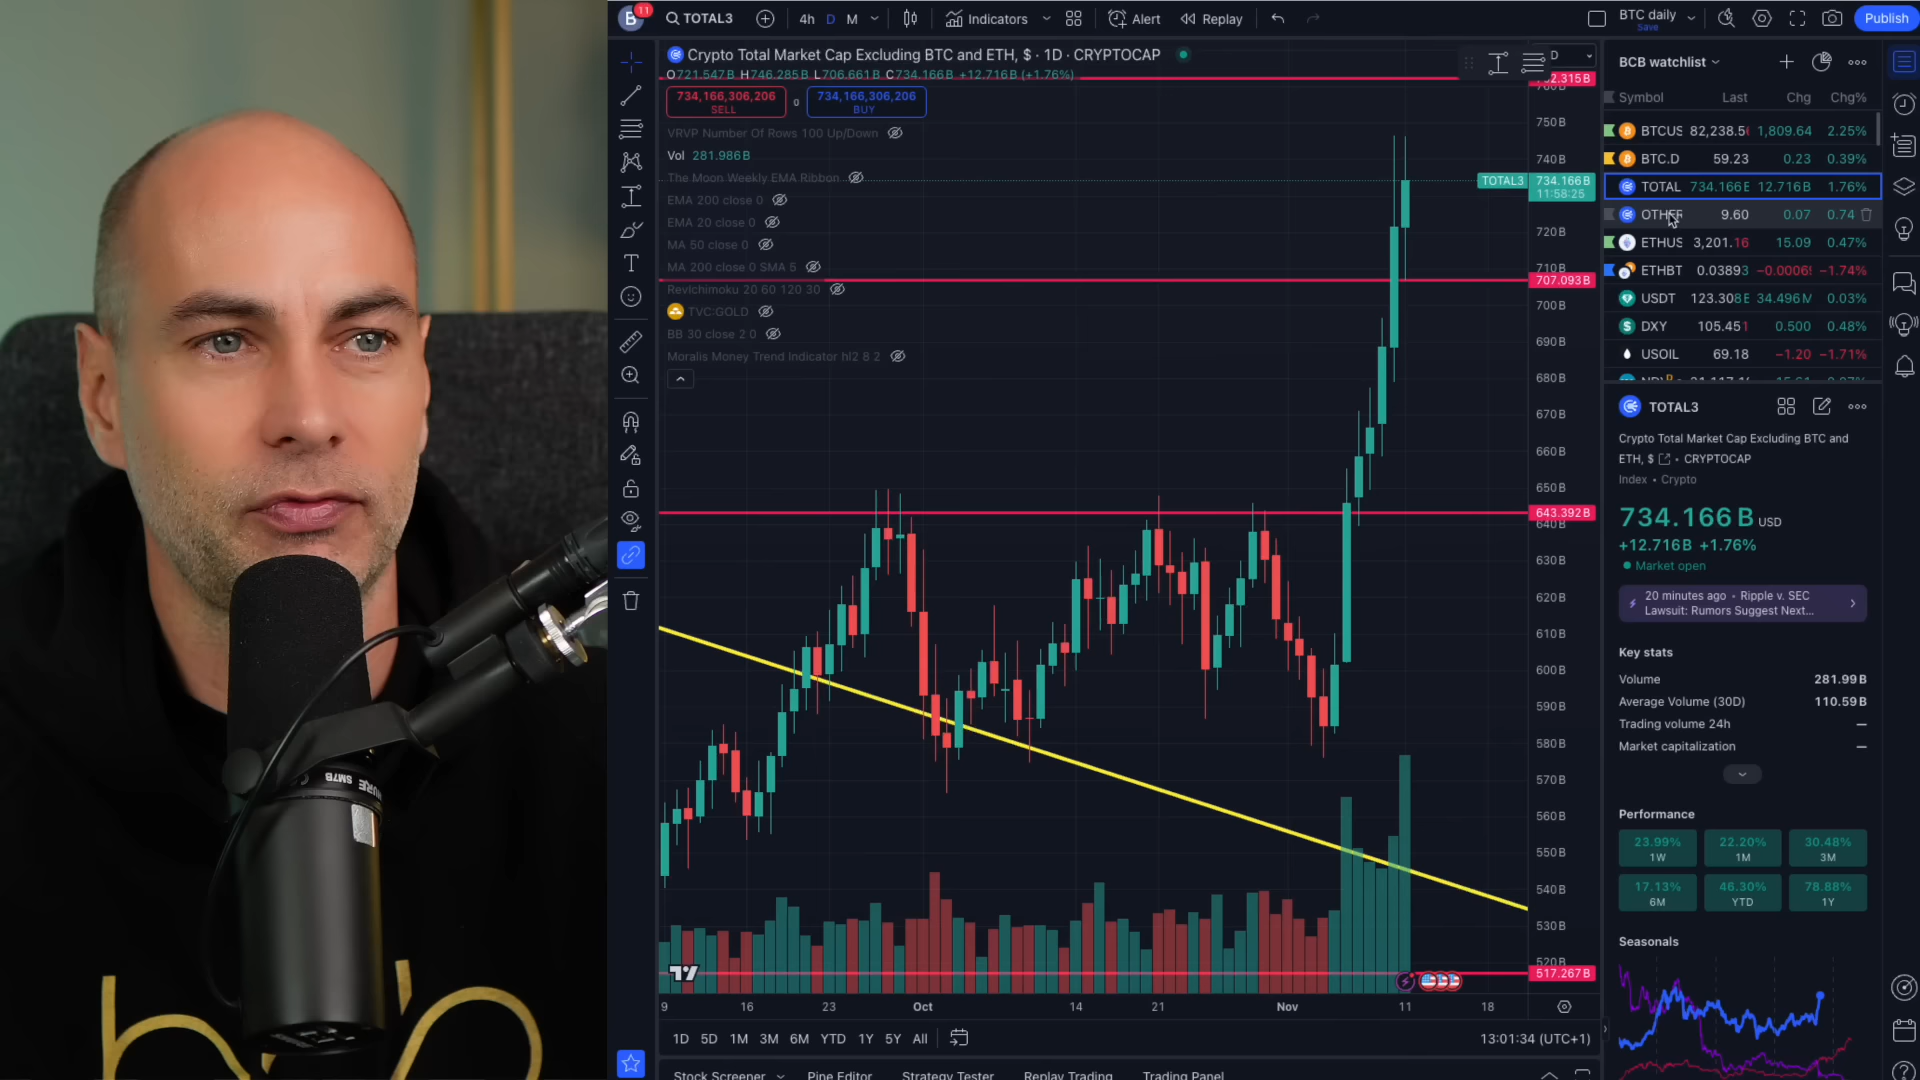 B 11 TOTAL3 4h D M Indicators Alert Replay BTC daily Save Publish
Crypto Total Market Cap Excluding BTC and ETH, $ · 1D · CRYPTOCAP
O721.547B H746.285B L706.661B C734.166B +12.716B (+1.76%)
734,166,306,206 SELL 0 734,166,306,206 BUY
VRVP Number Of Rows 100 Up/Down
Vol 281.986B
The Moon Weekly EMA Ribbon
EMA 200 close 0
EMA 20 close 0
MA 50 close 0
MA 200 close 0 SMA 5
RevIchimoku 20 60 120 30
TVC:GOLD
BB 30 close 2 0
Moralis Money Trend Indicator hl2 8 2
D
750B
740B
TOTAL3 734.166B
11:58:25
720B
707.093B
700B
690B
680B
670B
660B
650B
643.392B
640B
630B
620B
610B
600B
590B
580B
570B
560B
550B
540B
530B
517.267B
9 16 23 Oct 14 21 Nov 11 18
1D 5D 1M 3M 6M YTD 1Y 5Y All 13:01:34 (UTC+1)
Stock Screener Pine Editor Strategy Tester Replay Trading Trading Panel
BCB watchlist
Symbol Last Chg Chg%
BTCUS 82,238.5 1,809.64 2.25%
BTC.D 59.23 0.23 0.39%
TOTAL 734.166B 12.716B 1.76%
OTHER 9.60 0.07 0.74
ETHUS 3,201.16 15.09 0.47%
ETHBT 0.03893 −0.0006 −1.74%
USDT 123.308B 34.496M 0.03%
DXY 105.451 0.500 0.48%
USOIL 69.18 −1.20 −1.71%
TOTAL3
Crypto Total Market Cap Excluding BTC and
ETH, $ • CRYPTOCAP
Index • Crypto
734.166B USD
+12.716B +1.76%
Market open
20 minutes ago • Ripple v. SEC
Lawsuit: Rumors Suggest Next...
Key stats
Volume 281.99B
Average Volume (30D) 110.59B
Trading volume 24h —
Market capitalization —
Performance
23.99% 22.20% 30.48%
1W 1M 3M
17.13% 46.30% 78.88%
6M YTD 1Y
Seasonals
SHURE SM7B